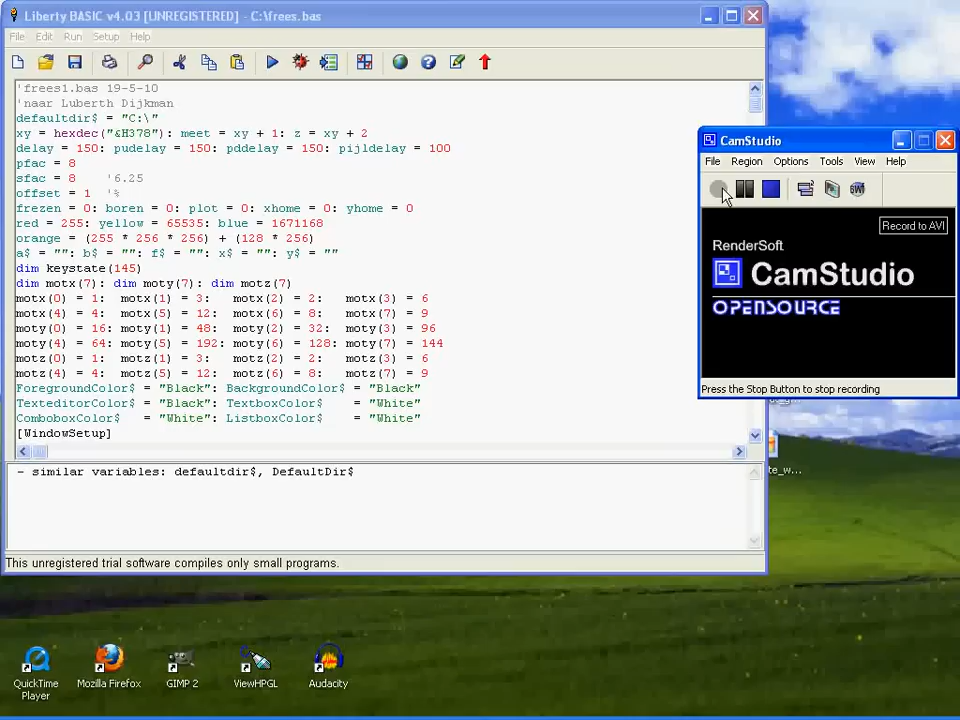 Liberty BASIC v4.03 [UNREGISTERED] - C:\frees.bas
File Edit Run Setup Help
'frees1.bas 19-5-10
'naar Luberth Dijkman
defaultdir$ = "C:\"
xy = hexdec("&H378"): meet = xy + 1: z = xy + 2
delay = 150: pudelay = 150: pddelay = 150: pijldelay = 100
pfac = 8
sfac = 8    '6.25
offset = 1  '%
frezen = 0: boren = 0: plot = 0: xhome = 0: yhome = 0
red = 255: yellow = 65535: blue = 1671168
orange = (255 * 256 * 256) + (128 * 256)
a$ = "": b$ = "": f$ = "": x$ = "": y$ = ""
dim keystate(145)
dim motx(7): dim moty(7): dim motz(7)
motx(0) = 1:  motx(1) = 3:   motx(2) = 2:   motx(3) = 6
motx(4) = 4:  motx(5) = 12:  motx(6) = 8:   motx(7) = 9
moty(0) = 16: moty(1) = 48:  moty(2) = 32:  moty(3) = 96
moty(4) = 64: moty(5) = 192: moty(6) = 128: moty(7) = 144
motz(0) = 1:  motz(1) = 3:   motz(2) = 2:   motz(3) = 6
motz(4) = 4:  motz(5) = 12:  motz(6) = 8:   motz(7) = 9
ForegroundColor$ = "Black": BackgroundColor$ = "Black"
TexteditorColor$ = "Black": TextboxColor$    = "White"
ComboboxColor$   = "White": ListboxColor$    = "White"
[WindowSetup]
- similar variables: defaultdir$, DefaultDir$
This unregistered trial software compiles only small programs.
CamStudio
File Region Options Tools View Help
SWF
Record to AVI
RenderSoft
CamStudio
OPENSOURCE
Press the Stop Button to stop recording
te_w...
QuickTime Player
Mozilla Firefox
GIMP 2
ViewHPGL
Audacity